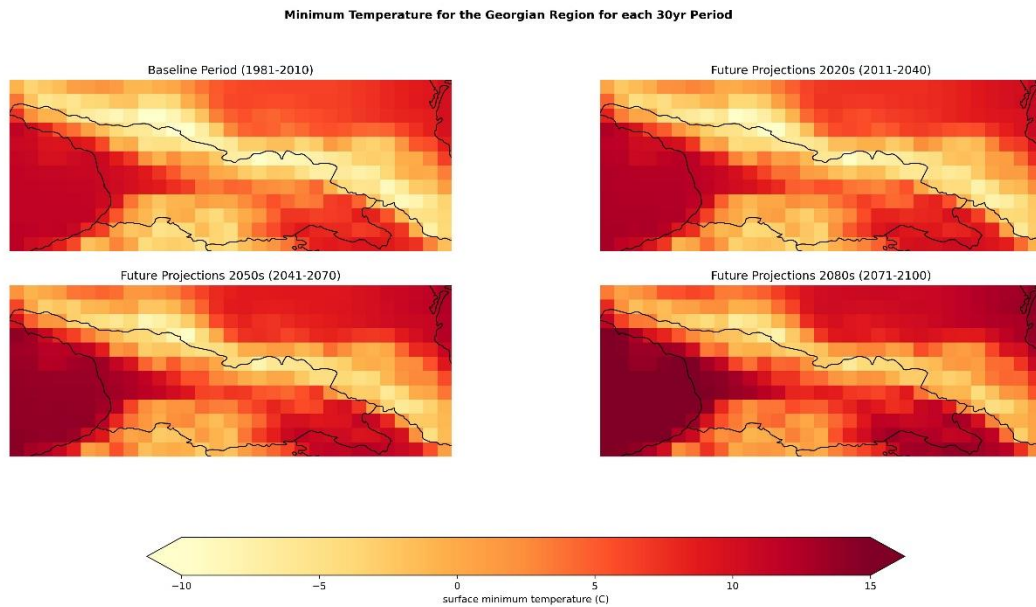 Minimum Temperature for the Georgian Region for each 30yr Period
Baseline Period (1981-2010)
Future Projections 2020s (2011-2040)
Future Projections 2050s (2041-2070)
Future Projections 2080s (2071-2100)
−10 −5 0 5 10 15
surface minimum temperature (C)